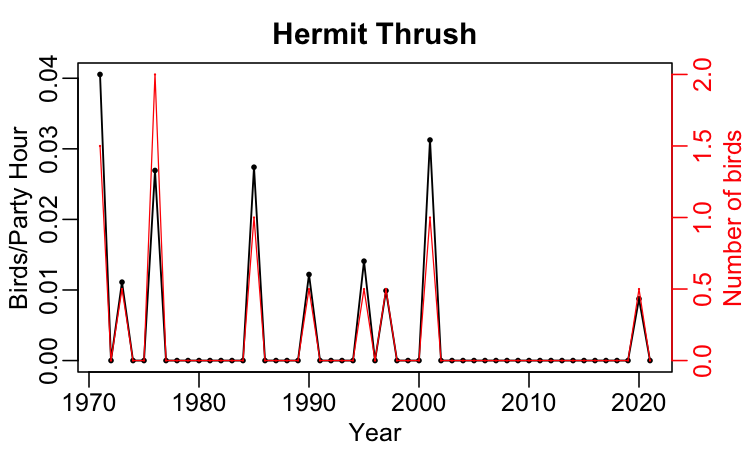 Hermit Thrush
Birds/Party Hour
0.00 0.01 0.02 0.03 0.04
Number of birds
0.0 0.5 1.0 1.5 2.0
1970 1980 1990 2000 2010 2020
Year